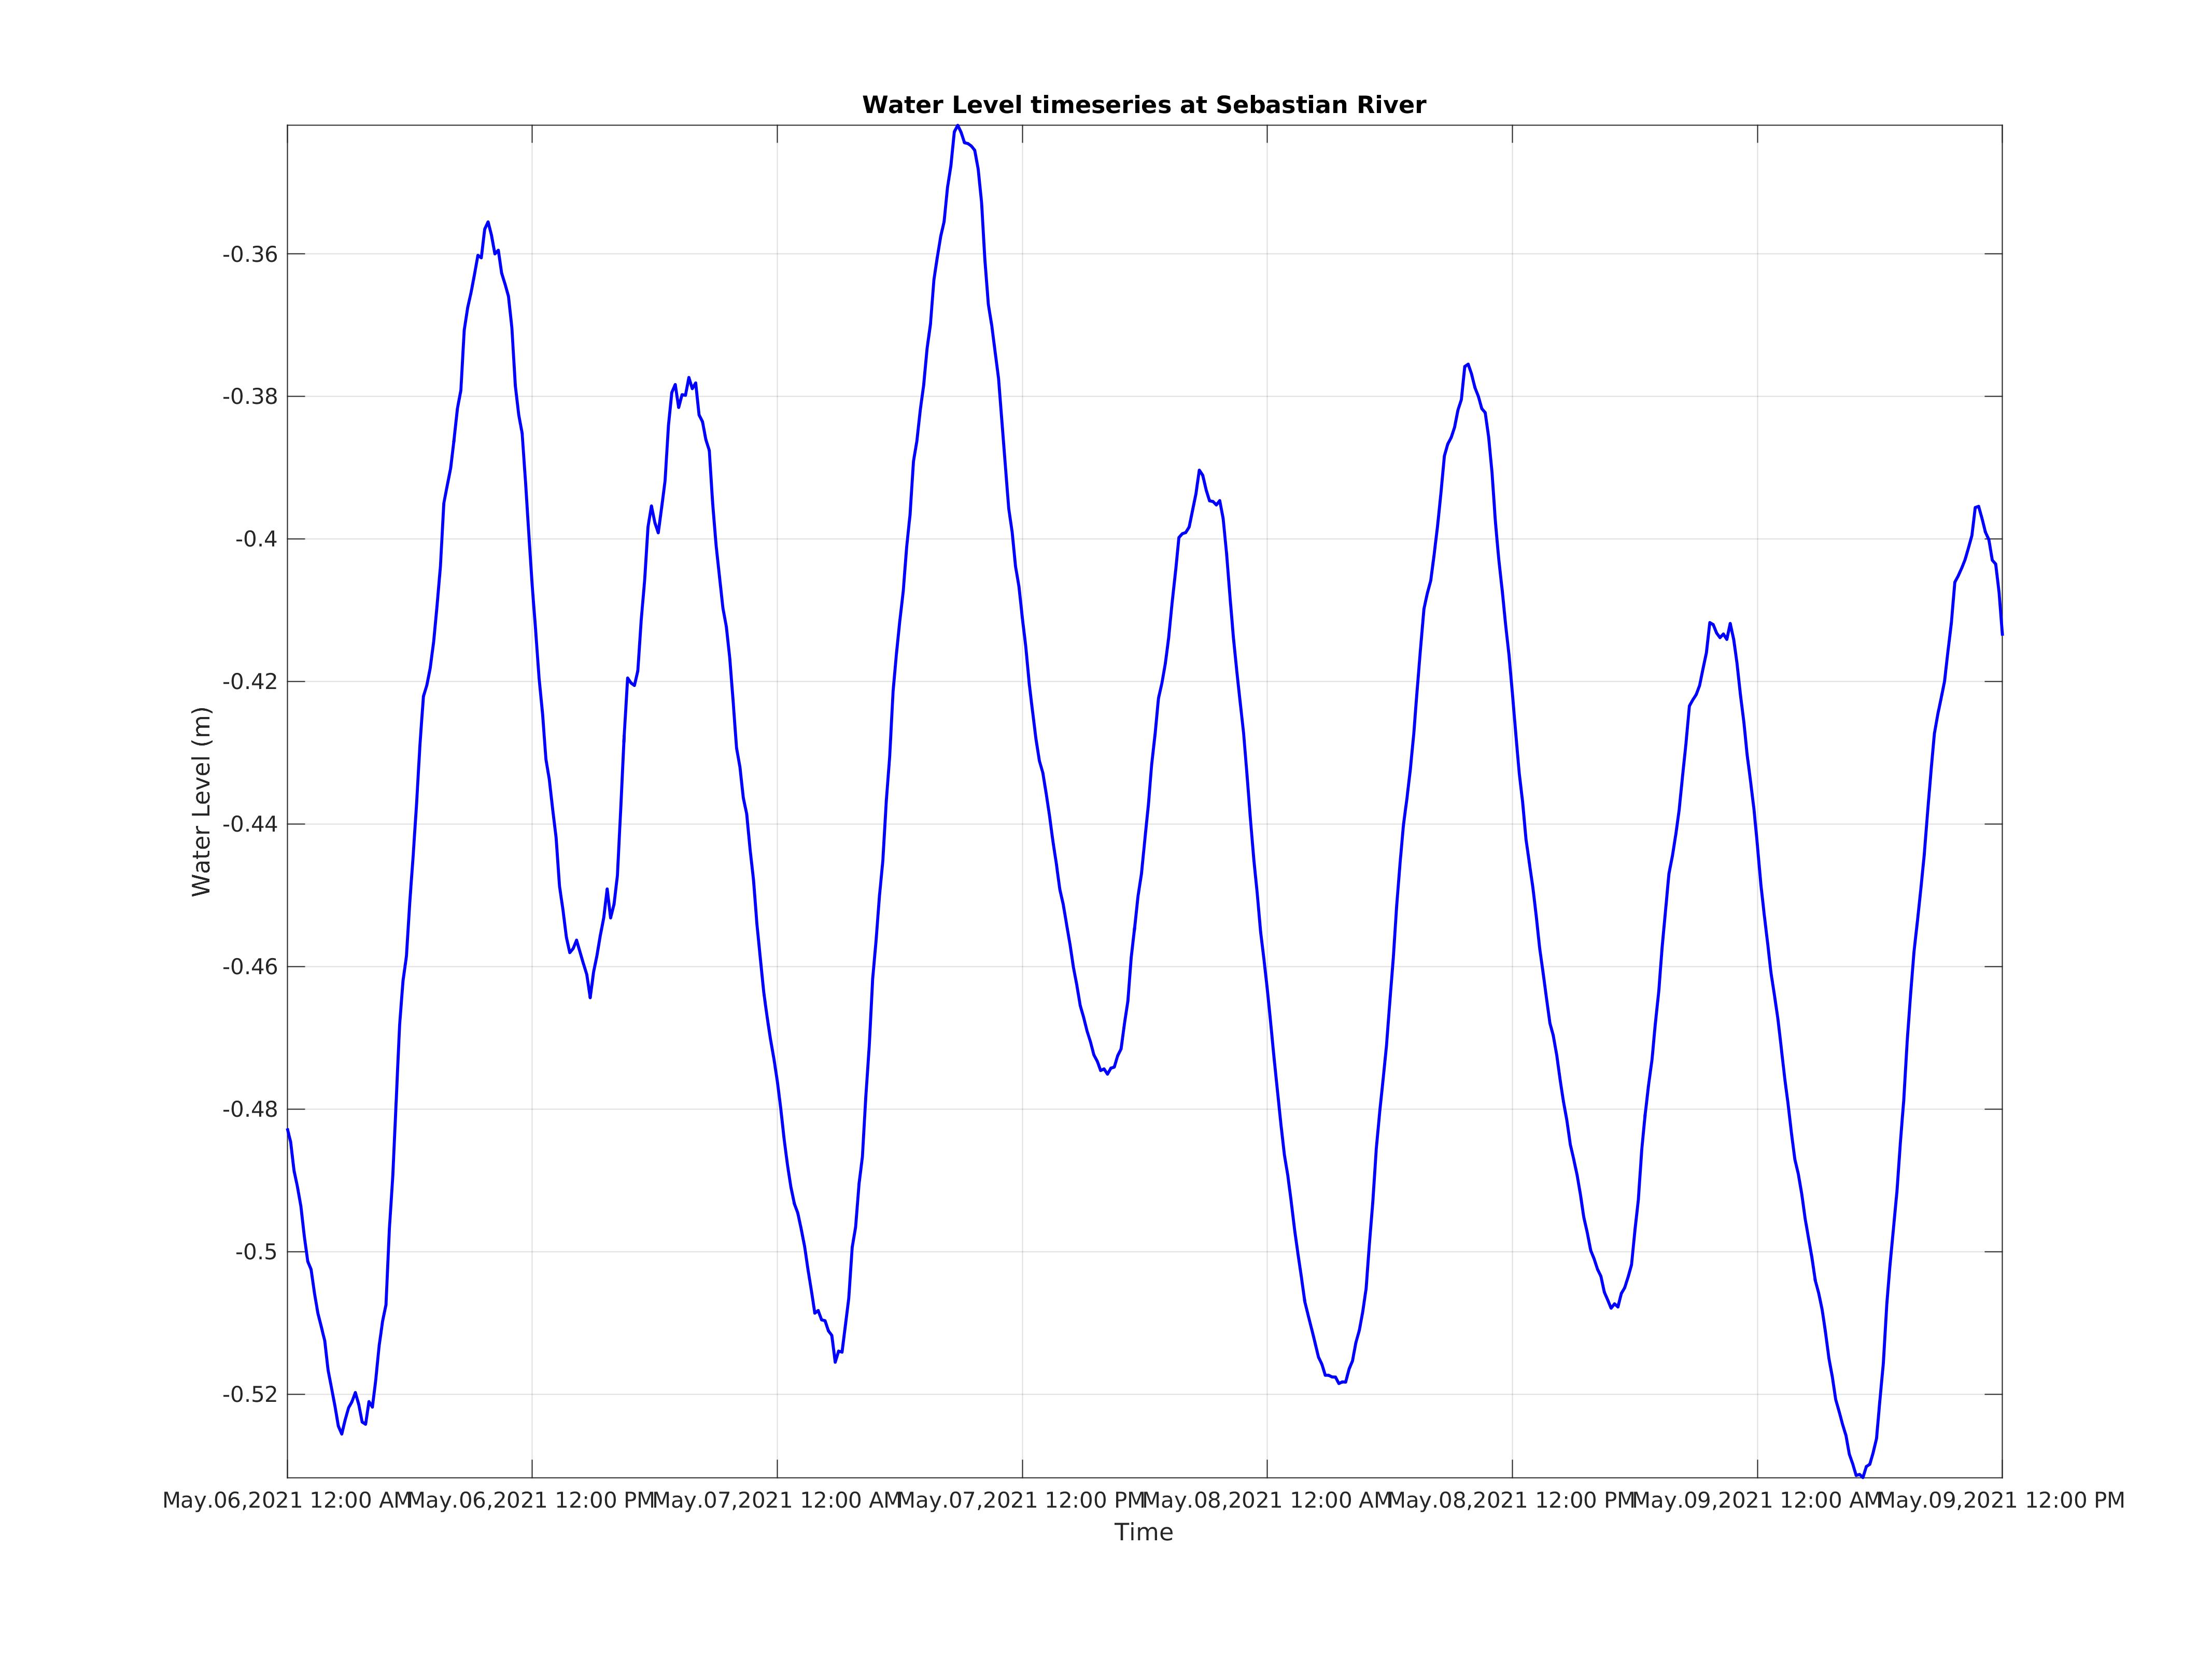 Water Level timeseries at Sebastian River
-0.36
-0.38
-0.4
-0.42
-0.44
-0.46
-0.48
-0.5
-0.52
Water Level (m)
May.06,2021 12:00 AM May.06,2021 12:00 PM May.07,2021 12:00 AM May.07,2021 12:00 PM May.08,2021 12:00 AM May.08,2021 12:00 PM May.09,2021 12:00 AM May.09,2021 12:00 PM
Time